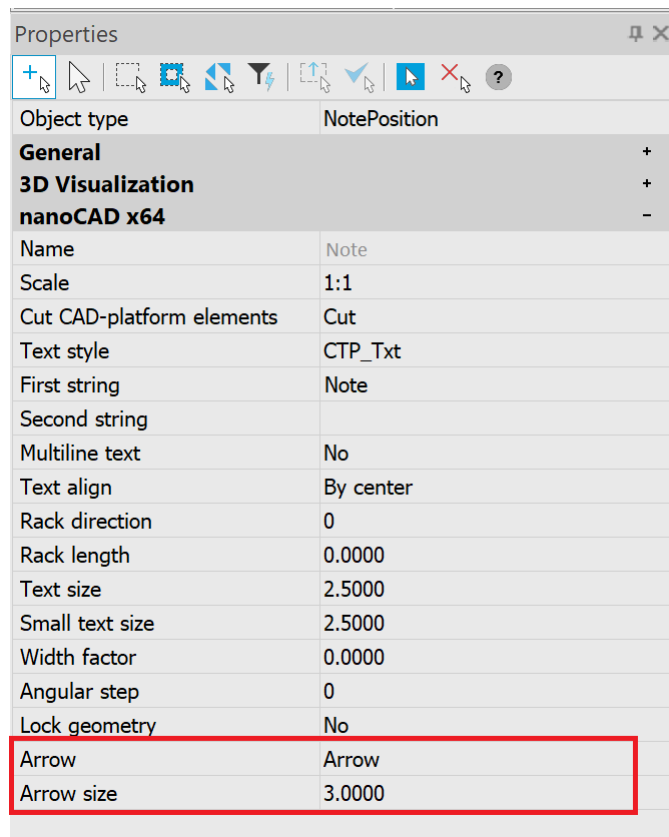 Properties
?
Object type NotePosition
General +
3D Visualization +
nanoCAD x64 -
Name Note
Scale 1:1
Cut CAD-platform elements Cut
Text style CTP_Txt
First string Note
Second string
Multiline text No
Text align By center
Rack direction 0
Rack length 0.0000
Text size 2.5000
Small text size 2.5000
Width factor 0.0000
Angular step 0
Lock geometry No
Arrow Arrow
Arrow size 3.0000